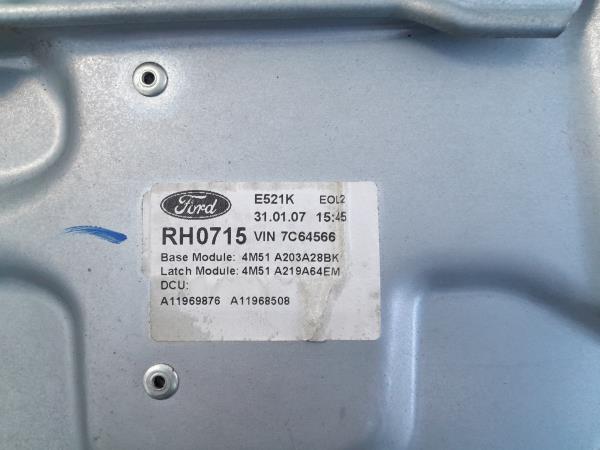 Ford E521K EOL2
31.01.07 15:45
RH0715 VIN 7C64566
Base Module: 4M51 A203A28BK
Latch Module: 4M51 A219A64EM
DCU:
A11969876 A11968508